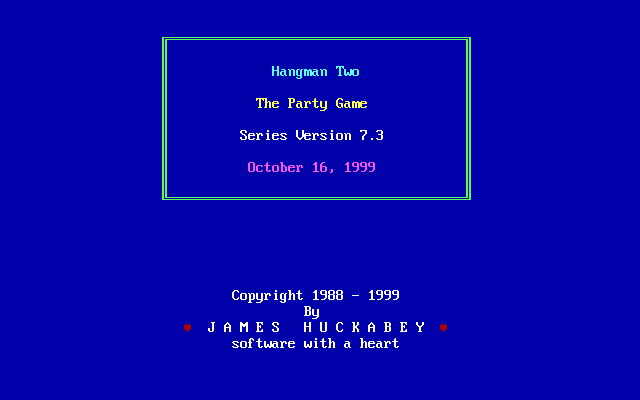 Hangman Two
The Party Game
Series Version 7.3
October 16, 1999
Copyright 1988 - 1999
By
♥ J A M E S   H U C K A B E Y ♥
software with a heart